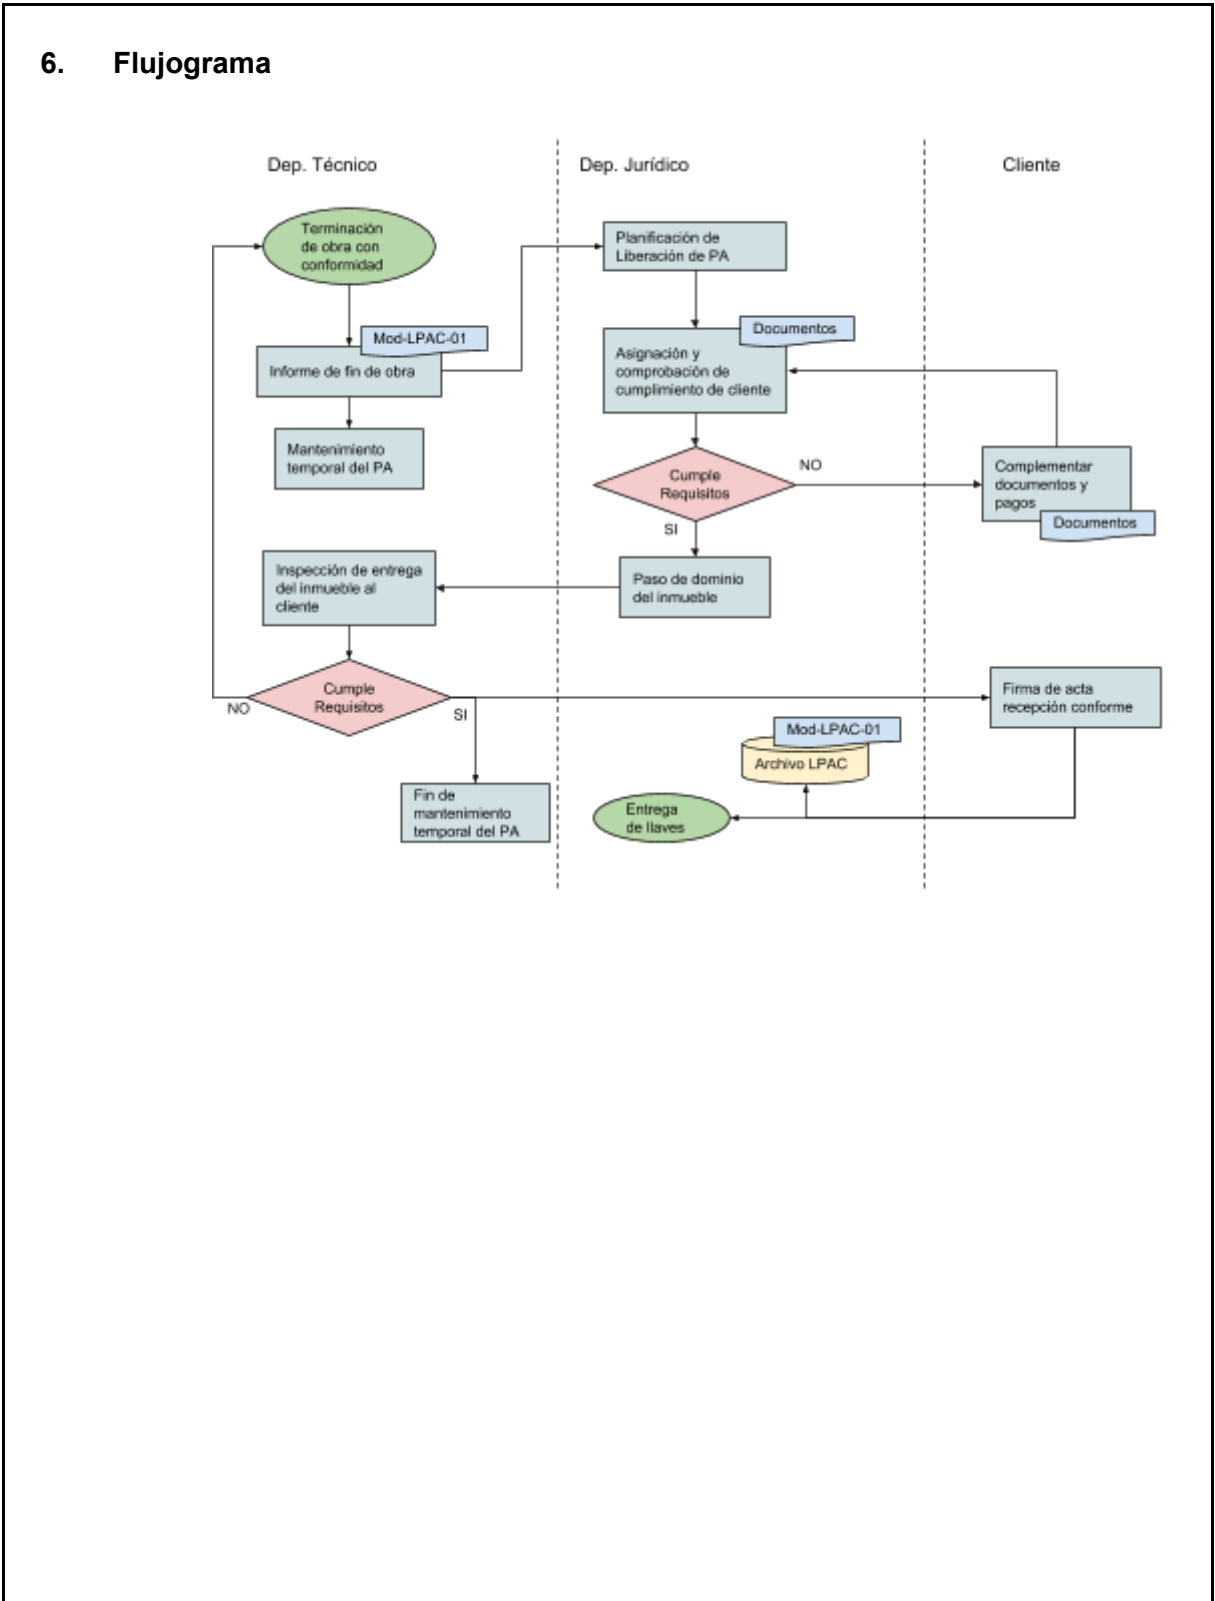 6. Flujograma
Dep. Técnico
Dep. Jurídico
Cliente
Terminación
de obra con
conformidad
Planificación de
Liberación de PA
Mod-LPAC-01
Informe de fin de obra
Documentos
Asignación y
comprobación de
cumplimiento de cliente
Mantenimiento
temporal del PA
Cumple
Requisitos
NO
SI
Complementar
documentos y
pagos
Documentos
Inspección de entrega
del inmueble al
cliente
Paso de dominio
del inmueble
Cumple
Requisitos
NO
SI
Firma de acta
recepción conforme
Mod-LPAC-01
Archivo LPAC
Fin de
mantenimiento
temporal del PA
Entrega
de llaves